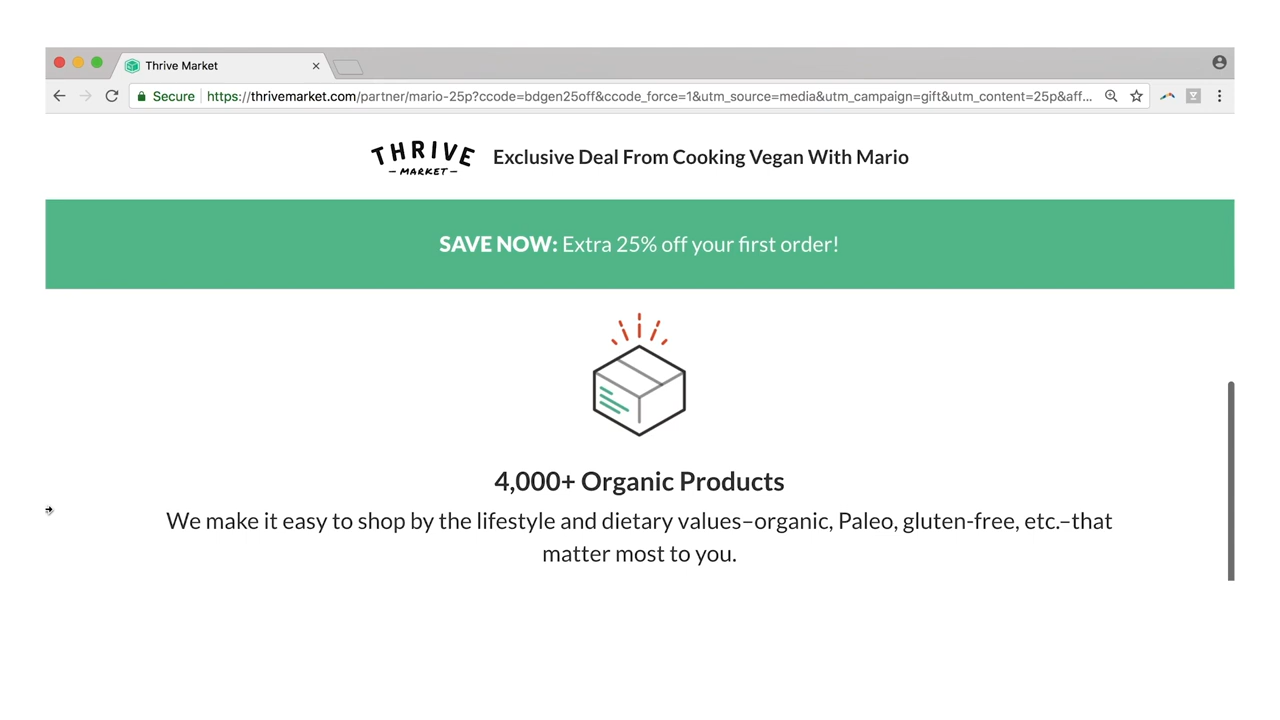 Thrive Market
Secure https://thrivemarket.com/partner/mario-25p?ccode=bdgen25off&ccode_force=1&utm_source=media&utm_campaign=gift&utm_content=25p&aff...
THRIVE
–MARKET–
Exclusive Deal From Cooking Vegan With Mario
SAVE NOW: Extra 25% off your first order!
4,000+ Organic Products
We make it easy to shop by the lifestyle and dietary values–organic, Paleo, gluten-free, etc.–that
matter most to you.